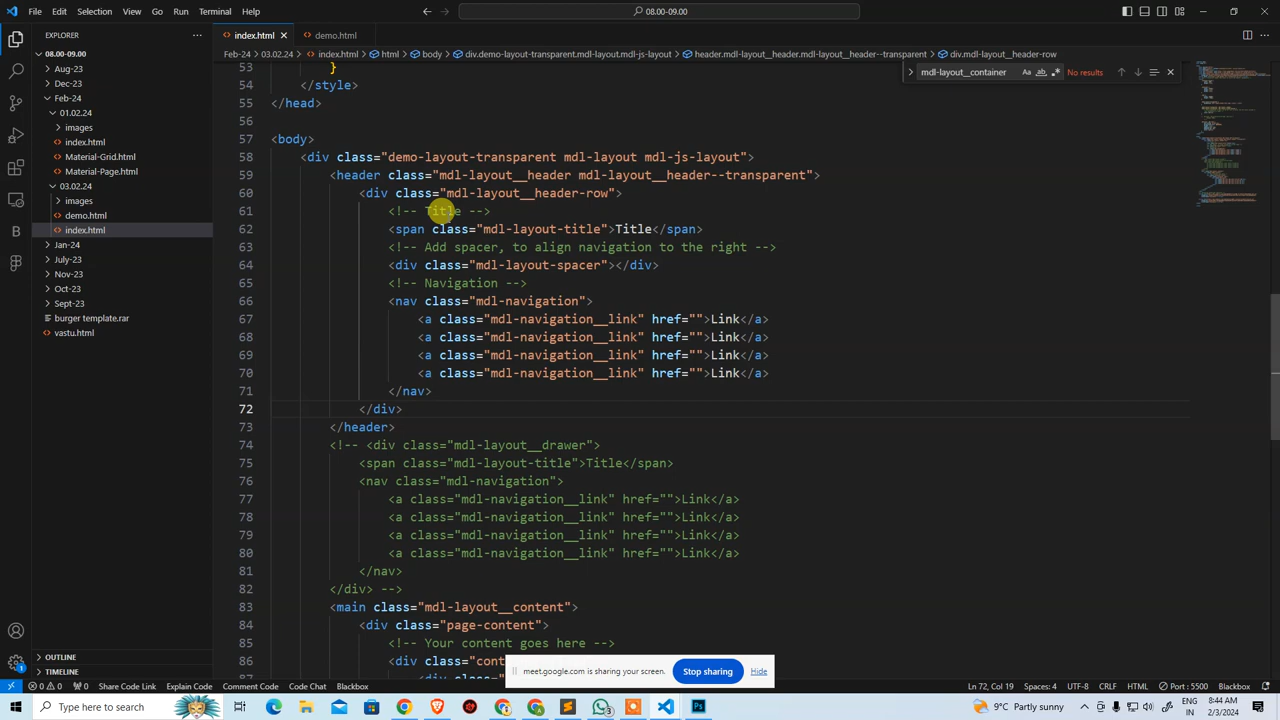 File Edit Selection View Go Run Terminal Help
08.00-09.00
EXPLORER
index.html
demo.html
08.00-09.00
Feb-24 > 03.02.24 > index.html > html > body > div.demo-layout-transparent.mdl-layout.mdl-js-layout > header.mdl-layout__header.mdl-layout__header--transparent > div.mdl-layout__header-row
mdl-layout__container
Aa
ab
No results
Aug-23
Dec-23
Feb-24
01.02.24
images
index.html
Material-Grid.html
Material-Page.html
03.02.24
images
demo.html
index.html
Jan-24
July-23
Nov-23
Oct-23
Sept-23
burger template.rar
vastu.html
OUTLINE
TIMELINE
53 }
54 </style>
55 </head>
56
57 <body>
58 <div class="demo-layout-transparent mdl-layout mdl-js-layout">
59 <header class="mdl-layout__header mdl-layout__header--transparent">
60 <div class="mdl-layout__header-row">
61 <!-- Title -->
62 <span class="mdl-layout-title">Title</span>
63 <!-- Add spacer, to align navigation to the right -->
64 <div class="mdl-layout-spacer"></div>
65 <!-- Navigation -->
66 <nav class="mdl-navigation">
67 <a class="mdl-navigation__link" href="">Link</a>
68 <a class="mdl-navigation__link" href="">Link</a>
69 <a class="mdl-navigation__link" href="">Link</a>
70 <a class="mdl-navigation__link" href="">Link</a>
71 </nav>
72 </div>
73 </header>
74 <!-- <div class="mdl-layout__drawer">
75 <span class="mdl-layout-title">Title</span>
76 <nav class="mdl-navigation">
77 <a class="mdl-navigation__link" href="">Link</a>
78 <a class="mdl-navigation__link" href="">Link</a>
79 <a class="mdl-navigation__link" href="">Link</a>
80 <a class="mdl-navigation__link" href="">Link</a>
81 </nav>
82 </div> -->
83 <main class="mdl-layout__content">
84 <div class="page-content">
85 <!-- Your content goes here -->
86 <div class="con
meet.google.com is sharing your screen.
Stop sharing
Hide
0 0 0 Share Code Link Explain Code Comment Code Code Chat Blackbox
Ln 72, Col 19 Spaces: 4 UTF-8 CRLF HTML Port : 5500 Blackbox
Type here to search
9°C Partly sunny
ENG
IN
8:44 AM
2/3/2024